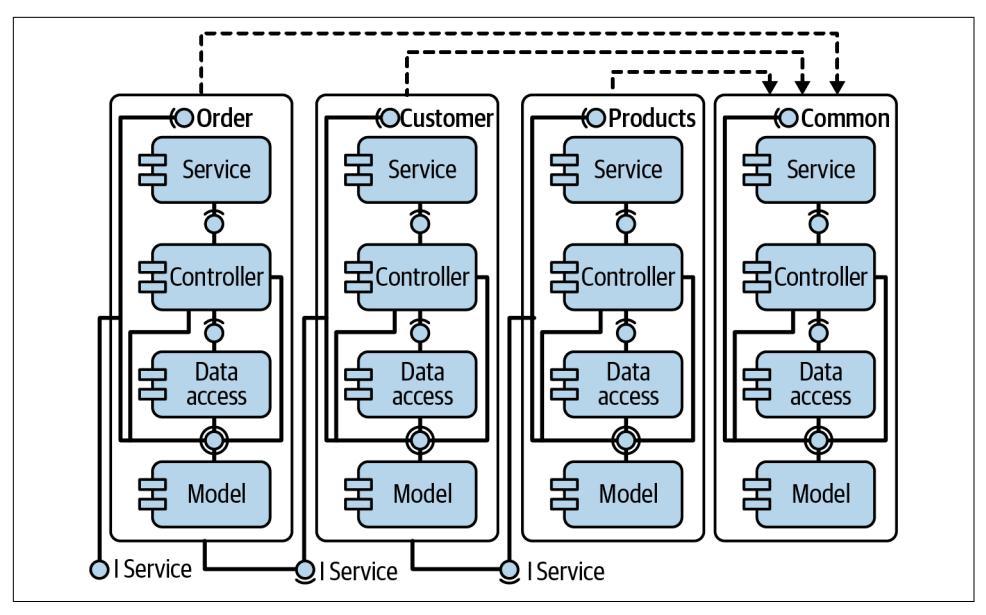 Order
Customer
Products
Common
Service
Service
Service
Service
Controller
Controller
Controller
Controller
Data
access
Data
access
Data
access
Data
access
Model
Model
Model
Model
I Service
I Service
I Service